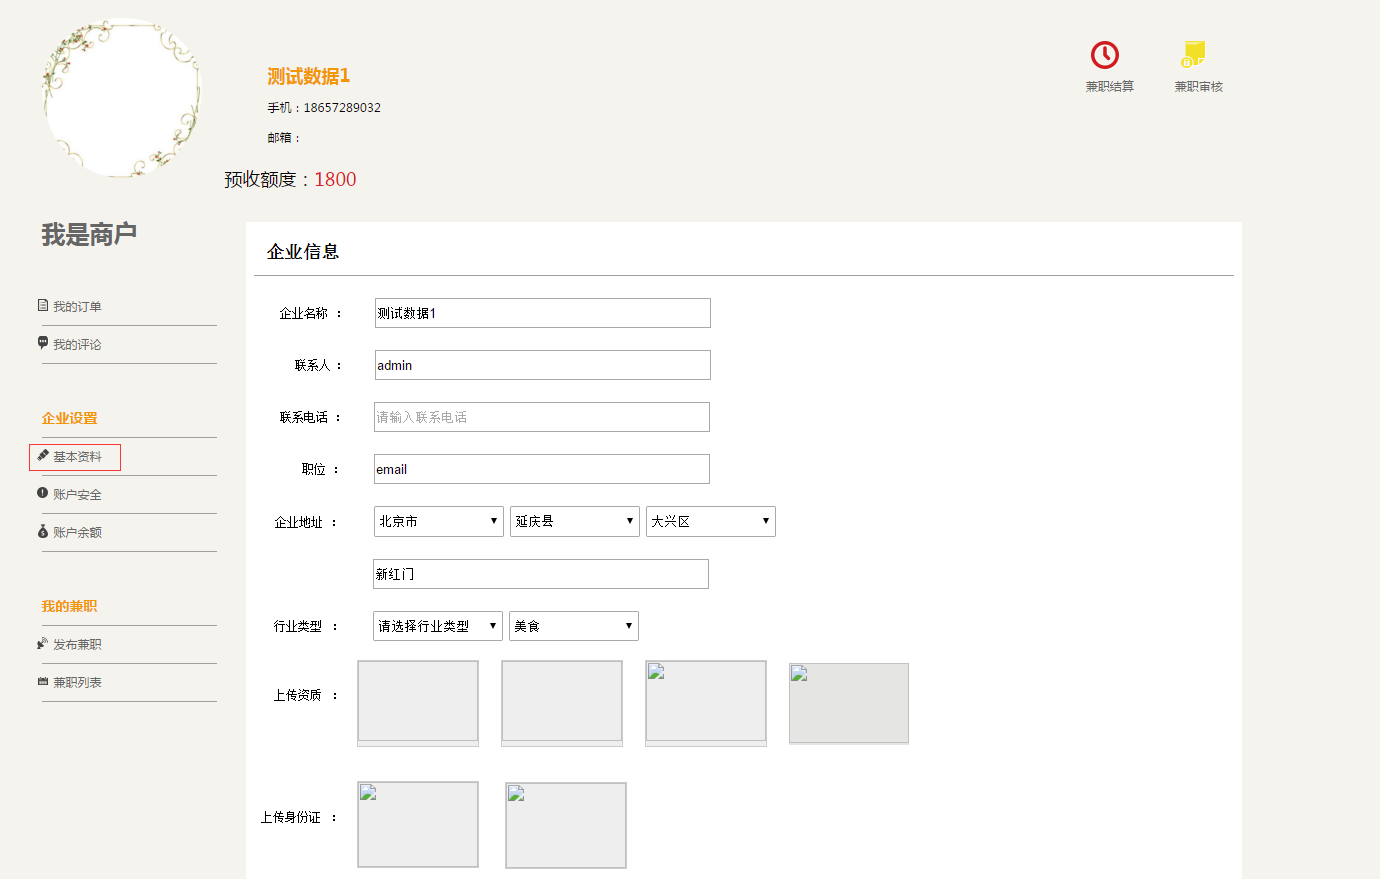 测试数据1
手机：18657289032
邮箱：
预收额度：1800
兼职结算
兼职审核
我是商户
我的订单
我的评论
企业设置
基本资料
账户安全
账户余额
我的兼职
发布兼职
兼职列表
企业信息
企业名称 ： 测试数据1
联系人 ： admin
联系电话 ： 请输入联系电话
职位 ： email
企业地址 ： 北京市 延庆县 大兴区
新红门
行业类型 ： 请选择行业类型 美食
上传资质 ：
上传身份证 ：